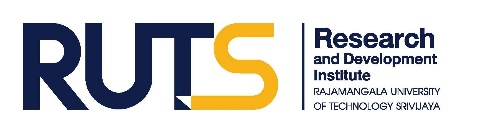 RUTS
Research
and Development
Institute
RAJAMANGALA UNIVERSITY
OF TECHNOLOGY SRIVIJAYA